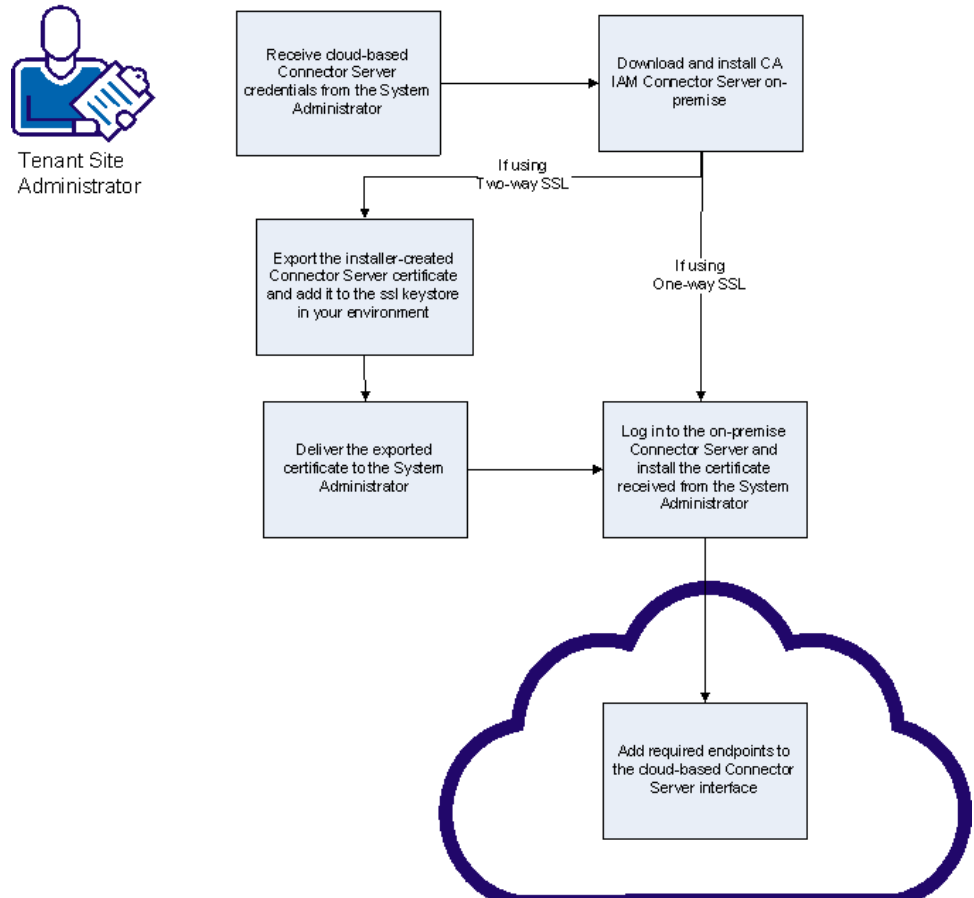 Tenant Site
Administrator
Receive cloud-based
Connector Server
credentials from the System
Administrator
Download and install CA
IAM Connector Server on-
premise
If using
Two-way SSL
Export the installer-created
Connector Server certificate
and add it to the ssl keystore
in your environment
If using
One-way SSL
Deliver the exported
certificate to the System
Administrator
Log in to the on-premise
Connector Server and
install the certificate
received from the System
Administrator
Add required endpoints to
the cloud-based Connector
Server interface